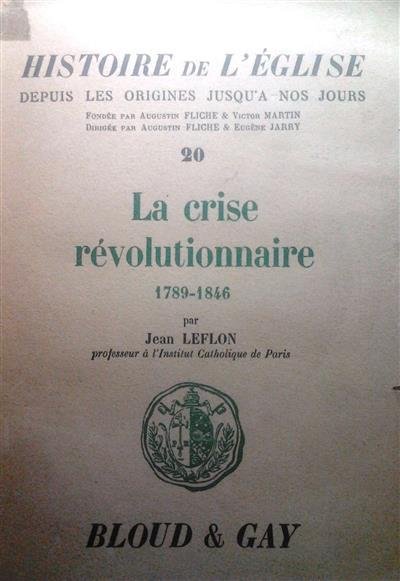 HISTOIRE DE L'ÉGLISE
DEPUIS LES ORIGINES JUSQU'A NOS JOURS
FONDÉE PAR AUGUSTIN FLICHE & VICTOR MARTIN
DIRIGÉE PAR AUGUSTIN FLICHE & EUGÈNE JARRY
20
La crise
révolutionnaire
1789-1846
par
Jean LEFLON
professeur à l'Institut Catholique de Paris
BLOUD & GAY